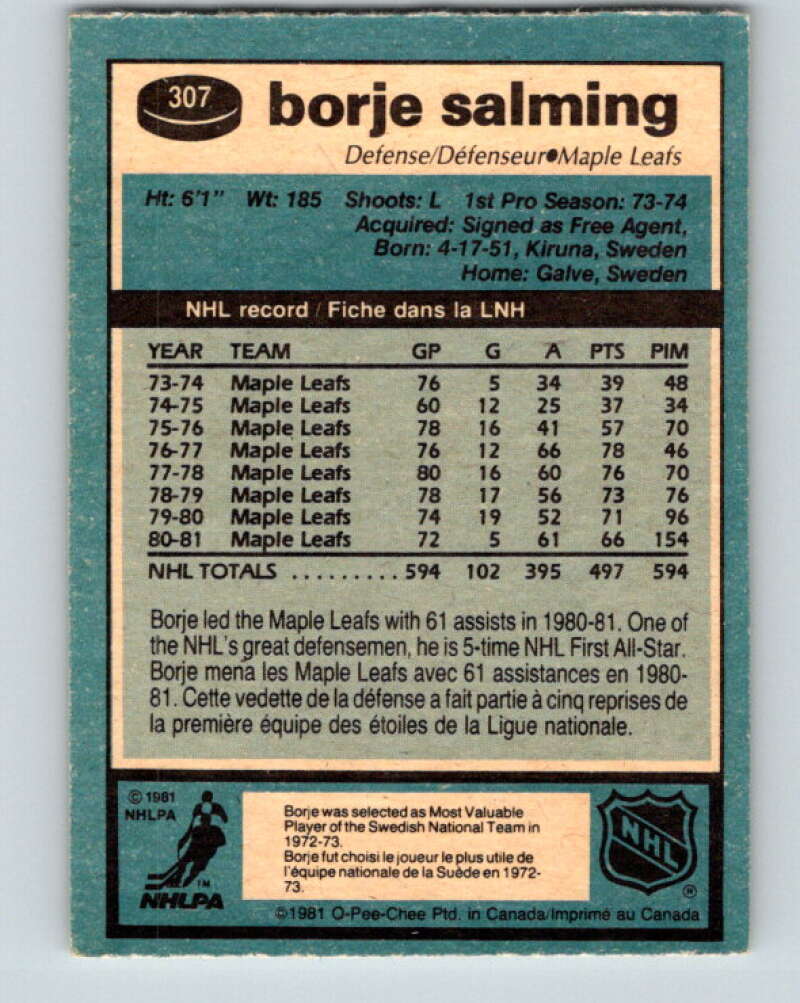 307
borje salming
Defense/Défenseur●Maple Leafs
Ht: 6'1" Wt: 185 Shoots: L 1st Pro Season: 73-74
Acquired: Signed as Free Agent,
Born: 4-17-51, Kiruna, Sweden
Home: Galve, Sweden
NHL record / Fiche dans la LNH
YEAR TEAM GP G A PTS PIM
73-74 Maple Leafs 76 5 34 39 48
74-75 Maple Leafs 60 12 25 37 34
75-76 Maple Leafs 78 16 41 57 70
76-77 Maple Leafs 76 12 66 78 46
77-78 Maple Leafs 80 16 60 76 70
78-79 Maple Leafs 78 17 56 73 76
79-80 Maple Leafs 74 19 52 71 96
80-81 Maple Leafs 72 5 61 66 154
NHL TOTALS ..........594 102 395 497 594
Borje led the Maple Leafs with 61 assists in 1980-81. One of
the NHL's great defensemen, he is 5-time NHL First All-Star.
Borje mena les Maple Leafs avec 61 assistances en 1980-
81. Cette vedette de la défense a fait partie à cinq reprises de
la première équipe des étoiles de la Ligue nationale.
© 1981
NHLPA
TM
NHLPA
Borje was selected as Most Valuable
Player of the Swedish National Team in
1972-73.
Borje fut choisi le joueur le plus utile de
l'équipe nationale de la Suède en 1972-
73.
NHL
®
©1981 O-Pee-Chee Ptd. in Canada/Imprimé au Canada